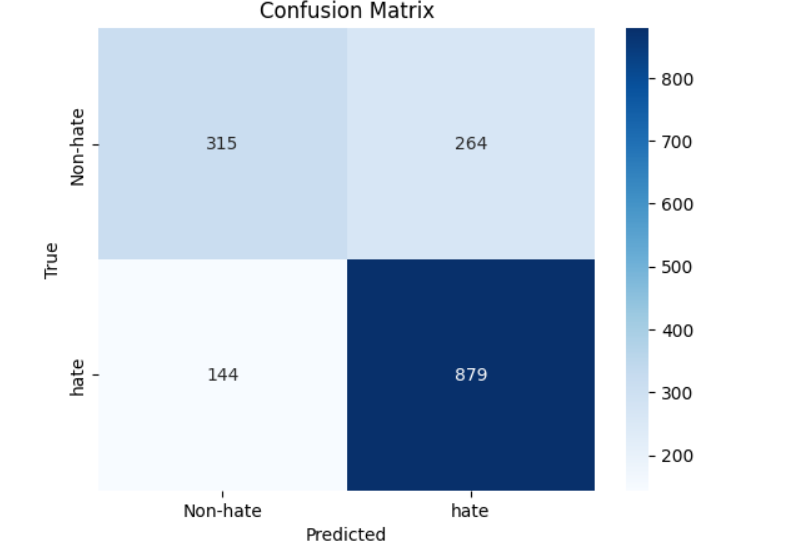 Confusion Matrix
Non-hate
315
264
True
hate
144
879
Non-hate
hate
Predicted
800
700
600
500
400
300
200